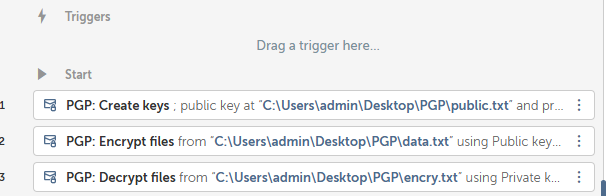 Triggers
Drag a trigger here...
Start
1 PGP: Create keys ; public key at "C:\Users\admin\Desktop\PGP\public.txt" and pr...
2 PGP: Encrypt files from "C:\Users\admin\Desktop\PGP\data.txt" using Public key...
3 PGP: Decrypt files from "C:\Users\admin\Desktop\PGP\encry.txt" using Private k...